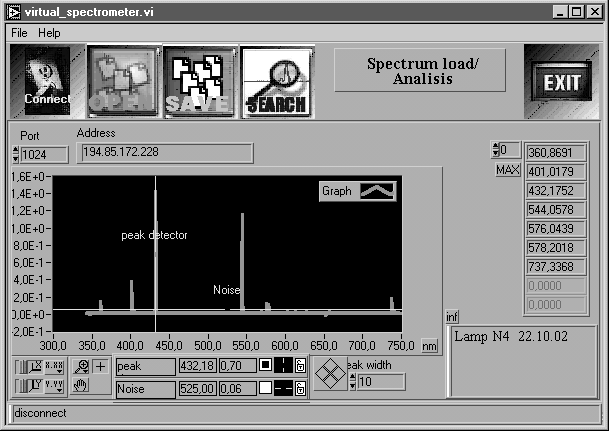 virtual_spectrometer.vi
File Help
Connect
OPEN
SAVE
SEARCH
Spectrum load/
Analisis
EXIT
Port
Address
1024
194.85.172.228
0
MAX
360,8691
401,0179
432,1752
544,0578
576,0439
578,2018
737,3368
0,0000
0,0000
1,6E+0
1,4E+0
1,2E+0
1,0E+0
8,0E-1
6,0E-1
4,0E-1
2,0E-1
0,0E+0
-2,0E-1
Graph
peak detector
Noise
300,0 350,0 400,0 450,0 500,0 550,0 600,0 650,0 700,0 750,0 nm
inf
Lamp N4 22.10.02
X X.XX
Y Y.YY
peak 432,18 0,70
Noise 525,00 0,06
eak width
10
disconnect